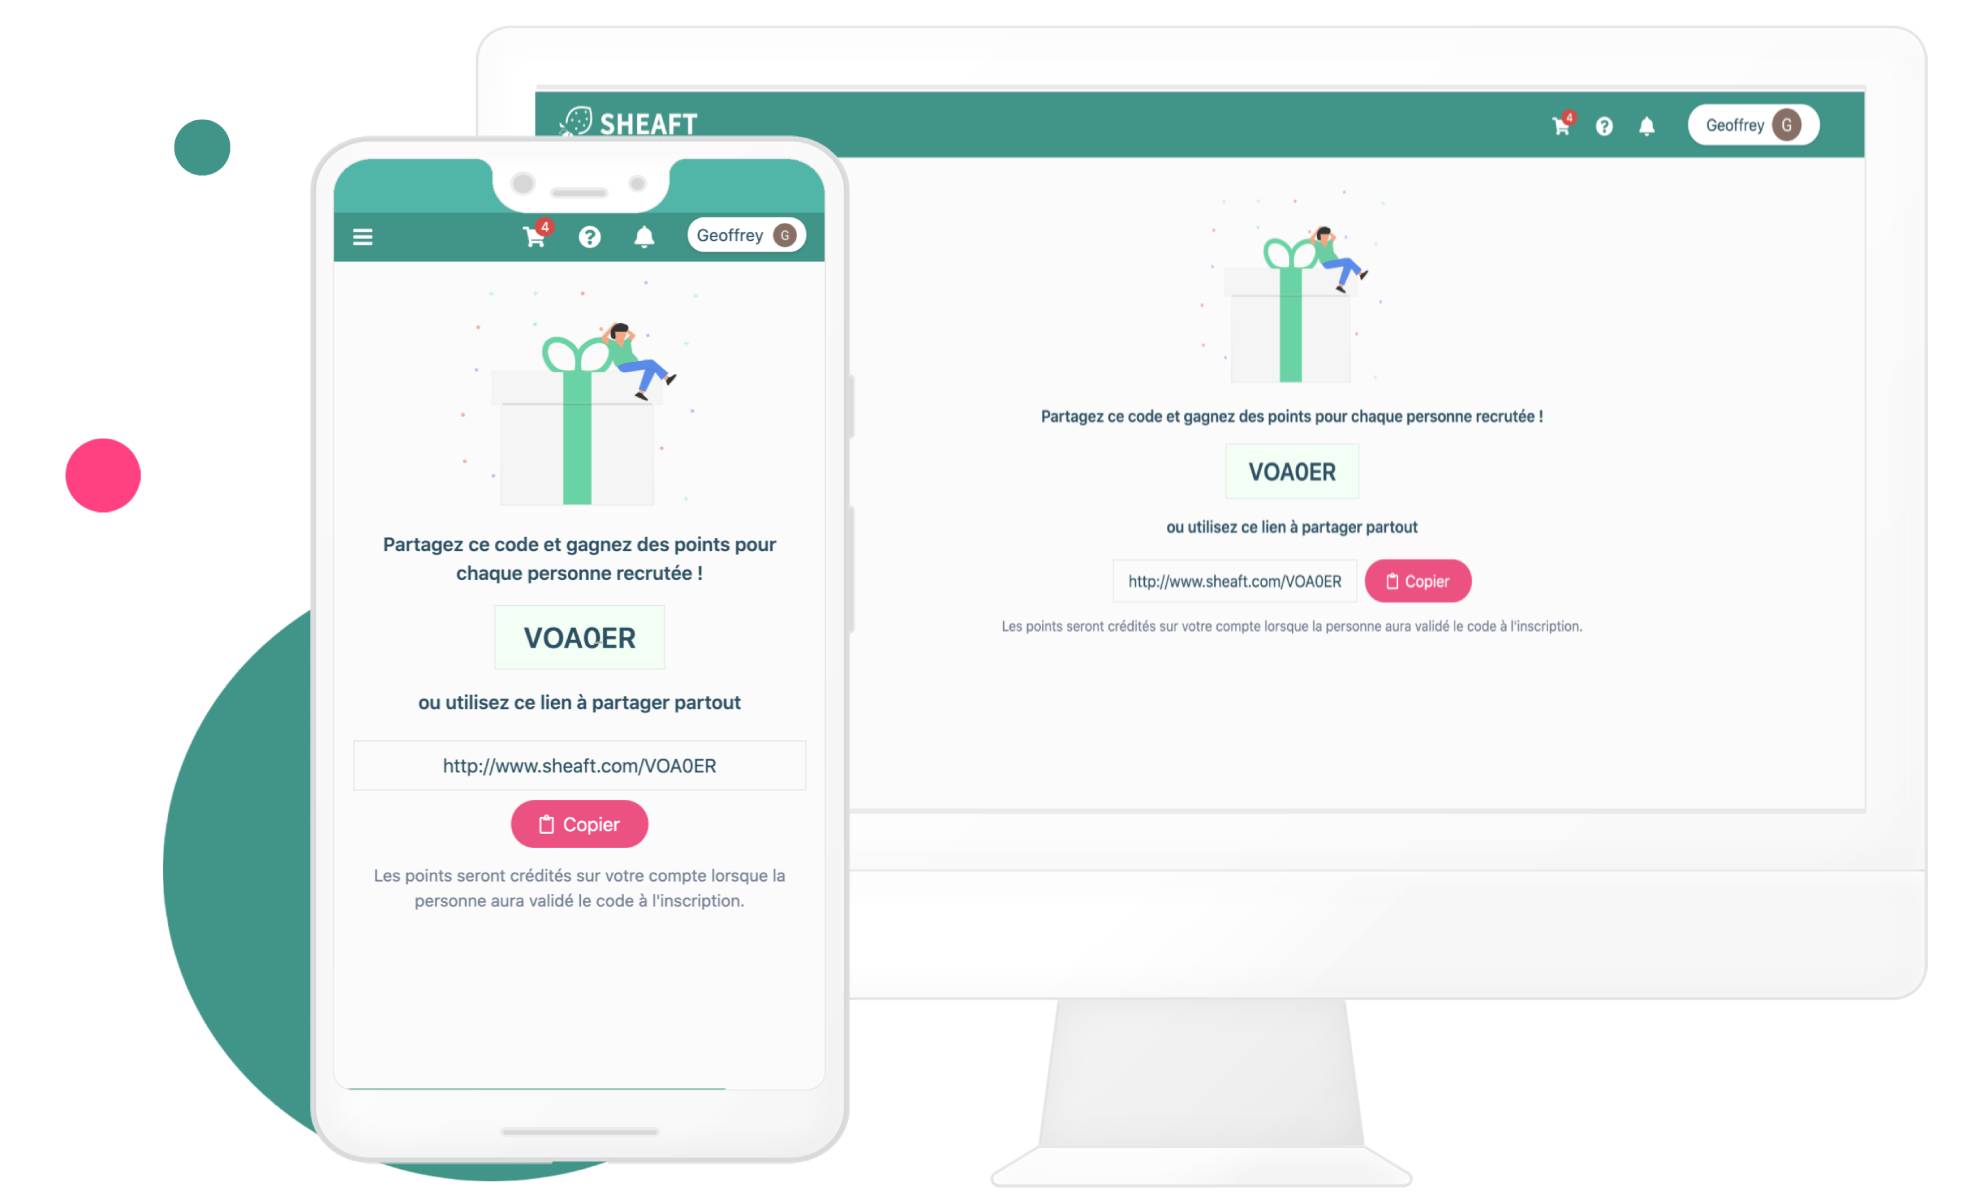 SHEAFT
4
Geoffrey G
Partagez ce code et gagnez des points pour chaque personne recrutée !
VOA0ER
ou utilisez ce lien à partager partout
http://www.sheaft.com/VOA0ER
Copier
Les points seront crédités sur votre compte lorsque la personne aura validé le code à l'inscription.
4
Geoffrey G
Partagez ce code et gagnez des points pour
chaque personne recrutée !
VOA0ER
ou utilisez ce lien à partager partout
http://www.sheaft.com/VOA0ER
Copier
Les points seront crédités sur votre compte lorsque la
personne aura validé le code à l'inscription.